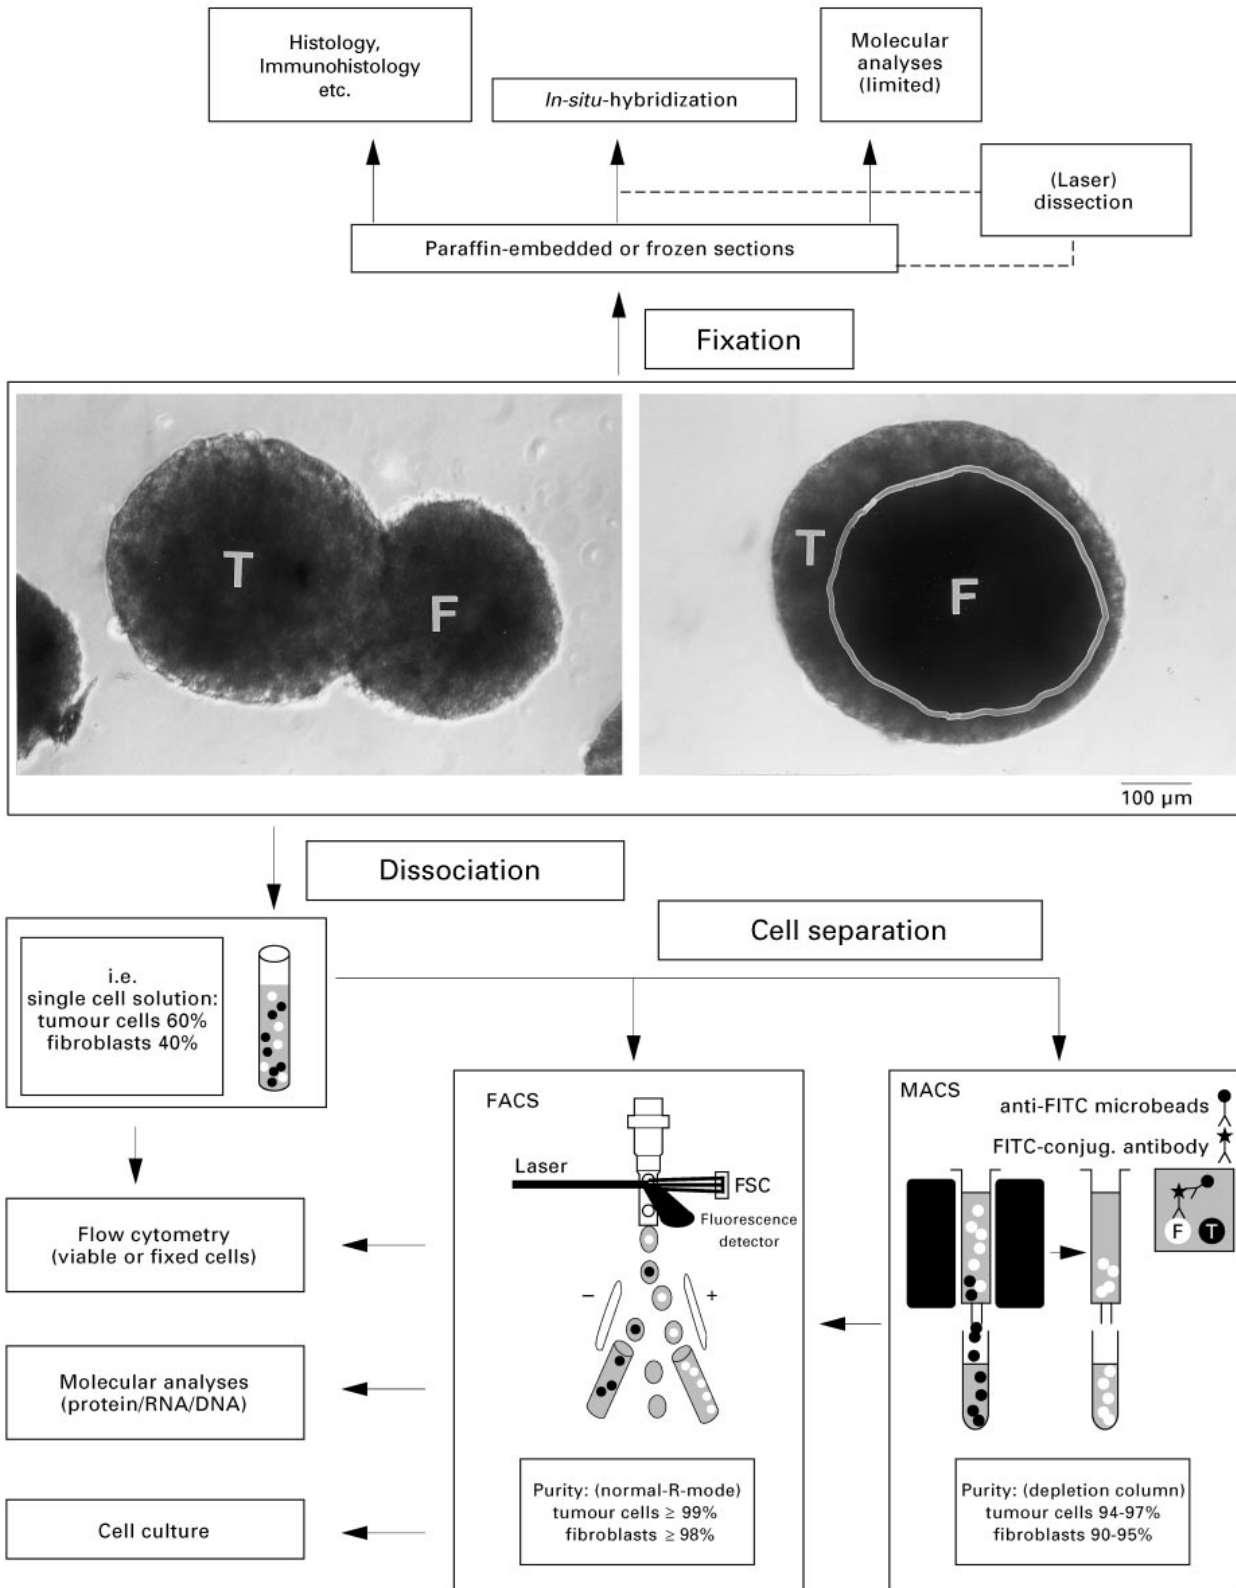 Histology,
Immunohistology
etc.
In-situ-hybridization
Molecular
analyses
(limited)
(Laser)
dissection
Paraffin-embedded or frozen sections
Fixation
T
F
T
F
100 µm
Dissociation
Cell separation
i.e.
single cell solution:
tumour cells 60%
fibroblasts 40%
FACS
Laser
FSC
Fluorescence
detector
–
+
Purity: (normal-R-mode)
tumour cells ≥ 99%
fibroblasts ≥ 98%
MACS
anti-FITC microbeads
FITC-conjug. antibody
F
T
Purity: (depletion column)
tumour cells 94-97%
fibroblasts 90-95%
Flow cytometry
(viable or fixed cells)
Molecular analyses
(protein/RNA/DNA)
Cell culture